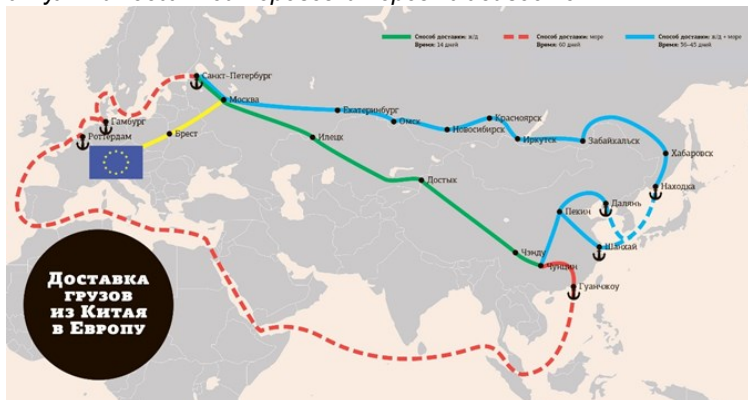 Способ доставки: ж/д
Время: 14 дней
Способ доставки: море
Время: 60 дней
Способ доставки: ж/д + море
Время: 30-45 дней
Санкт-Петербург
Москва
Гамбург
Роттердам
Брест
Екатеринбург
Омск
Новосибирск
Красноярск
Иркутск
Забайкальск
Хабаровск
Находка
Илецк
Достык
Пекин
Далянь
Шанхай
Чэнду
Чунцин
Гуанчжоу
Доставка
грузов
из Китая
в Европу